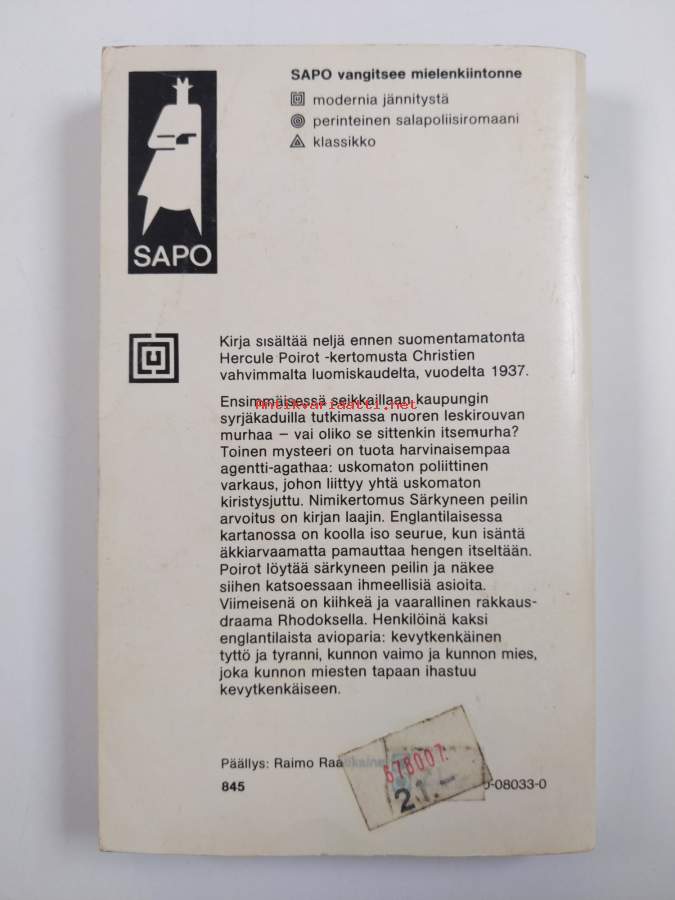 SAPO vangitsee mielenkiintonne
modernia jännitystä
perinteinen salapoliisiromaani
klassikko
SAPO
Kirja sisältää neljä ennen suomentamatonta
Hercule Poirot -kertomusta Christien
vahvimmalta luomiskaudelta, vuodelta 1937.
Ensimmäisessä seikkaillaan kaupungin
Antikvariaatti.net
syrjäkaduilla tutkimassa nuoren leskirouvan
murhaa – vai oliko se sittenkin itsemurha?
Toinen mysteeri on tuota harvinaisempaa
agentti-agathaa: uskomaton poliittinen
varkaus, johon liittyy yhtä uskomaton
kiristysjuttu. Nimikertomus Särkyneen peilin
arvoitus on kirjan laajin. Englantilaisessa
kartanossa on koolla iso seurue, kun isäntä
äkkiarvaamatta pamauttaa hengen itseltään.
Poirot löytää särkyneen peilin ja näkee
siihen katsoessaan ihmeellisiä asioita.
Viimeisenä on kiihkeä ja vaarallinen rakkaus-
draama Rhodoksella. Henkilöinä kaksi
englantilaista avioparia: kevytkenkäinen
tyttö ja tyranni, kunnon vaimo ja kunnon mies,
joka kunnon miesten tapaan ihastuu
kevytkenkäiseen.
Päällys: Raimo
678007
21.-
845
-08033-0